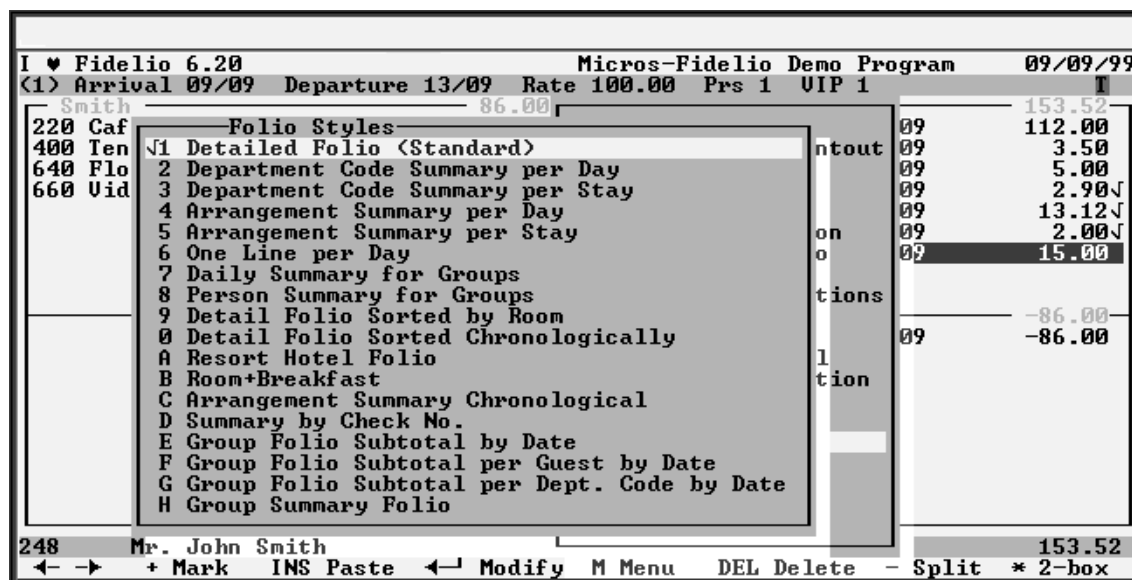 I ♥ Fidelio 6.20 Micros-Fidelio Demo Program 09/09/99
(1) Arrival 09/09 Departure 13/09 Rate 100.00 Prs 1 VIP 1 T
Smith 86.00 153.52
220 Caf 09 112.00
400 Ten ntout 09 3.50
640 Flo 09 5.00
660 Vid 09 2.90√
09 13.12√
on 09 2.00√
o 09 15.00
tions
-86.00
09 -86.00
l
tion
Folio Styles
√1 Detailed Folio (Standard)
2 Department Code Summary per Day
3 Department Code Summary per Stay
4 Arrangement Summary per Day
5 Arrangement Summary per Stay
6 One Line per Day
7 Daily Summary for Groups
8 Person Summary for Groups
9 Detail Folio Sorted by Room
0 Detail Folio Sorted Chronologically
A Resort Hotel Folio
B Room+Breakfast
C Arrangement Summary Chronological
D Summary by Check No.
E Group Folio Subtotal by Date
F Group Folio Subtotal per Guest by Date
G Group Folio Subtotal per Dept. Code by Date
H Group Summary Folio
248 Mr. John Smith 153.52
◄- -► + Mark INS Paste ◄┘ Modify M Menu DEL Delete - Split * 2-box